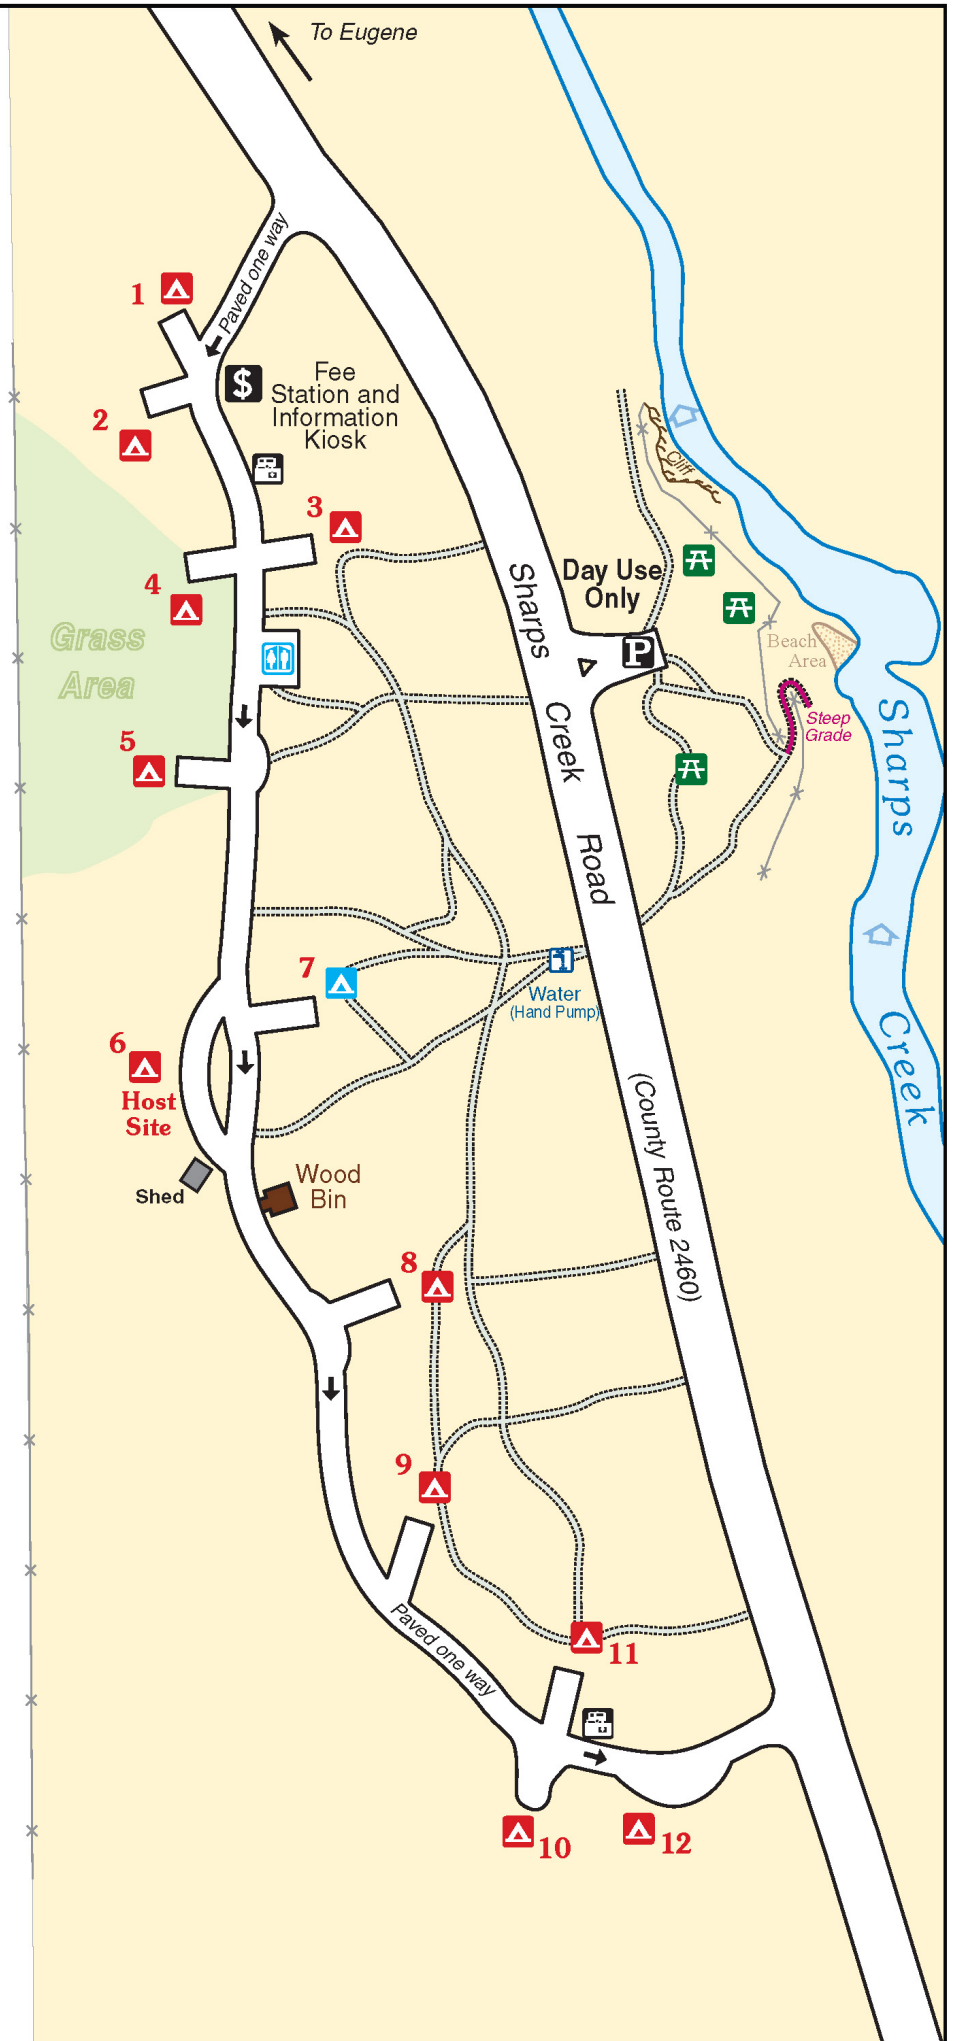 To Eugene
Paved one way
1
$
Fee
Station and
Information
Kiosk
2
3
Cliff
4
Sharps
Day Use
Only
P
Grass
Area
Beach
Area
Steep
Grade
5
Creek
Sharps
Road
7
Water
(Hand Pump)
6
Host
Site
Creek
(County Route 2460)
Shed
Wood
Bin
8
9
Paved one way
11
10
12